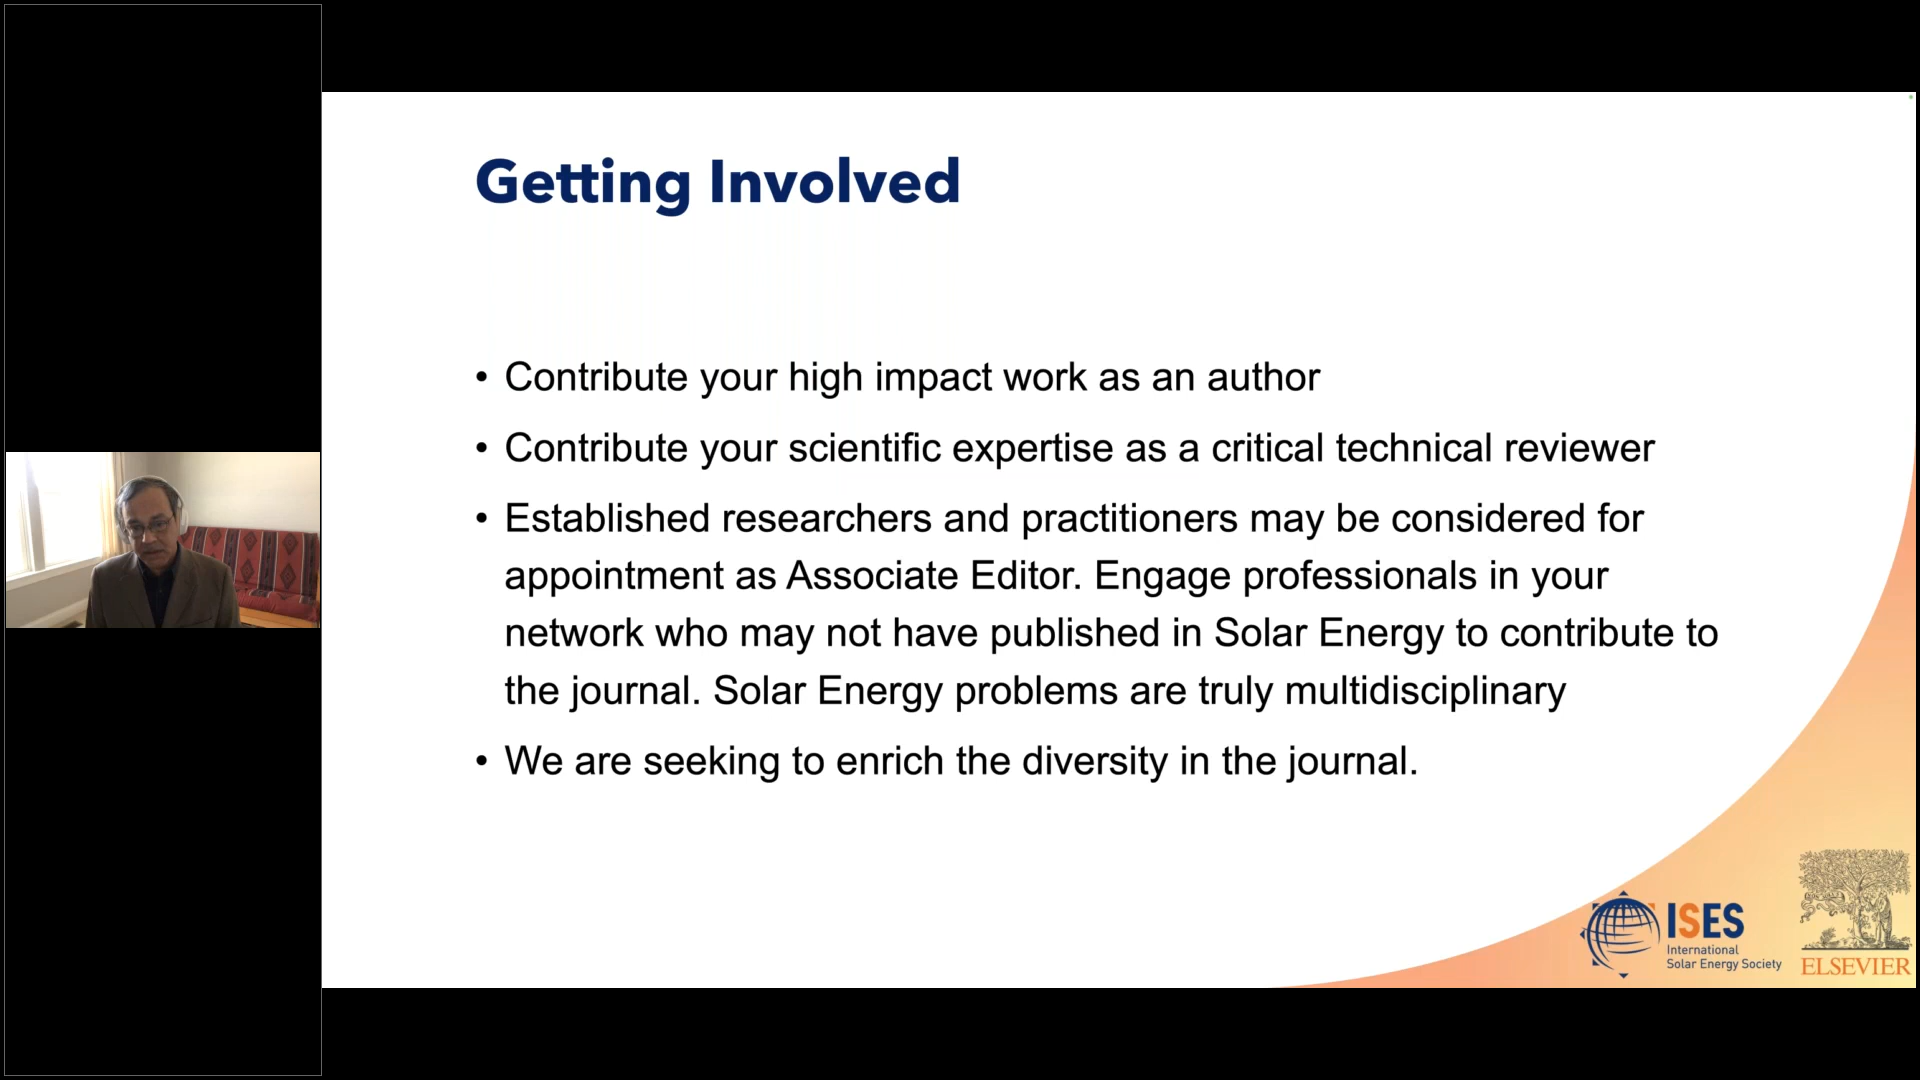 Getting Involved
• Contribute your high impact work as an author
• Contribute your scientific expertise as a critical technical reviewer
• Established researchers and practitioners may be considered for
appointment as Associate Editor. Engage professionals in your
network who may not have published in Solar Energy to contribute to
the journal. Solar Energy problems are truly multidisciplinary
• We are seeking to enrich the diversity in the journal.
ISES
International
Solar Energy Society
ELSEVIER